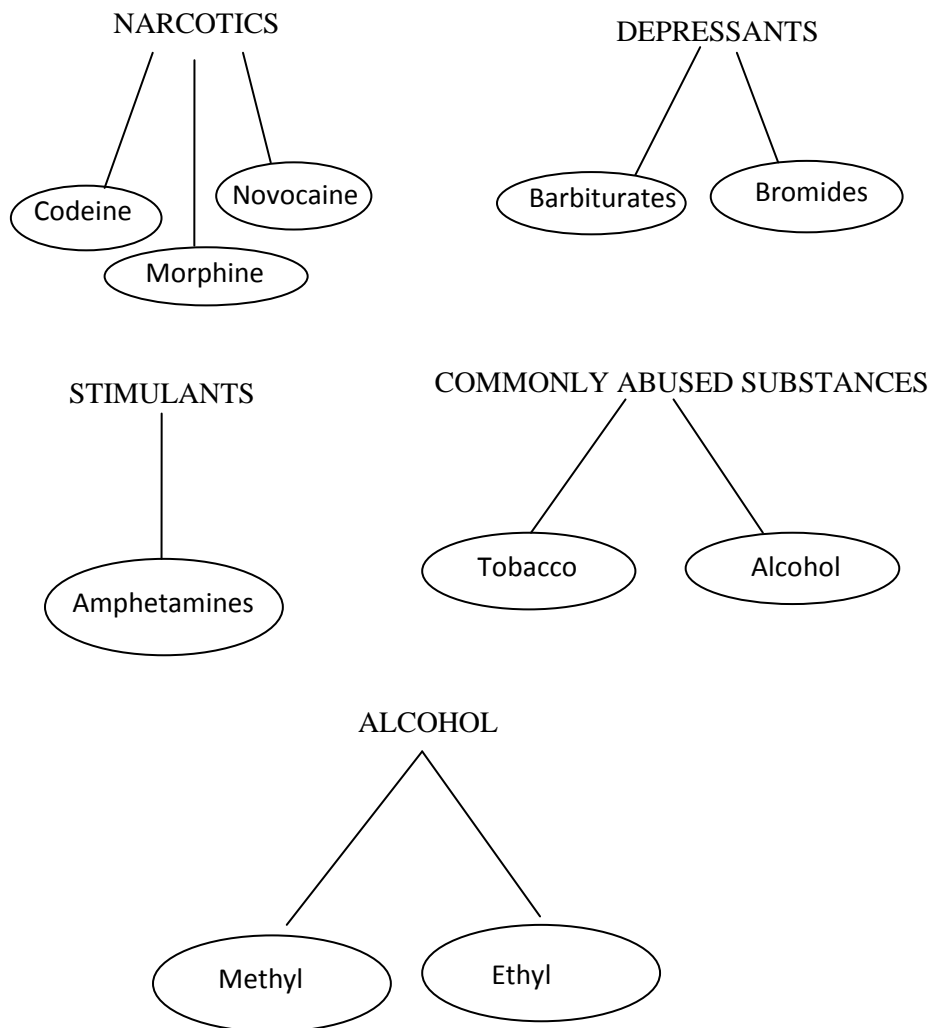 NARCOTICS
Codeine
Morphine
Novocaine
DEPRESSANTS
Barbiturates
Bromides
STIMULANTS
Amphetamines
COMMONLY ABUSED SUBSTANCES
Tobacco
Alcohol
ALCOHOL
Methyl
Ethyl